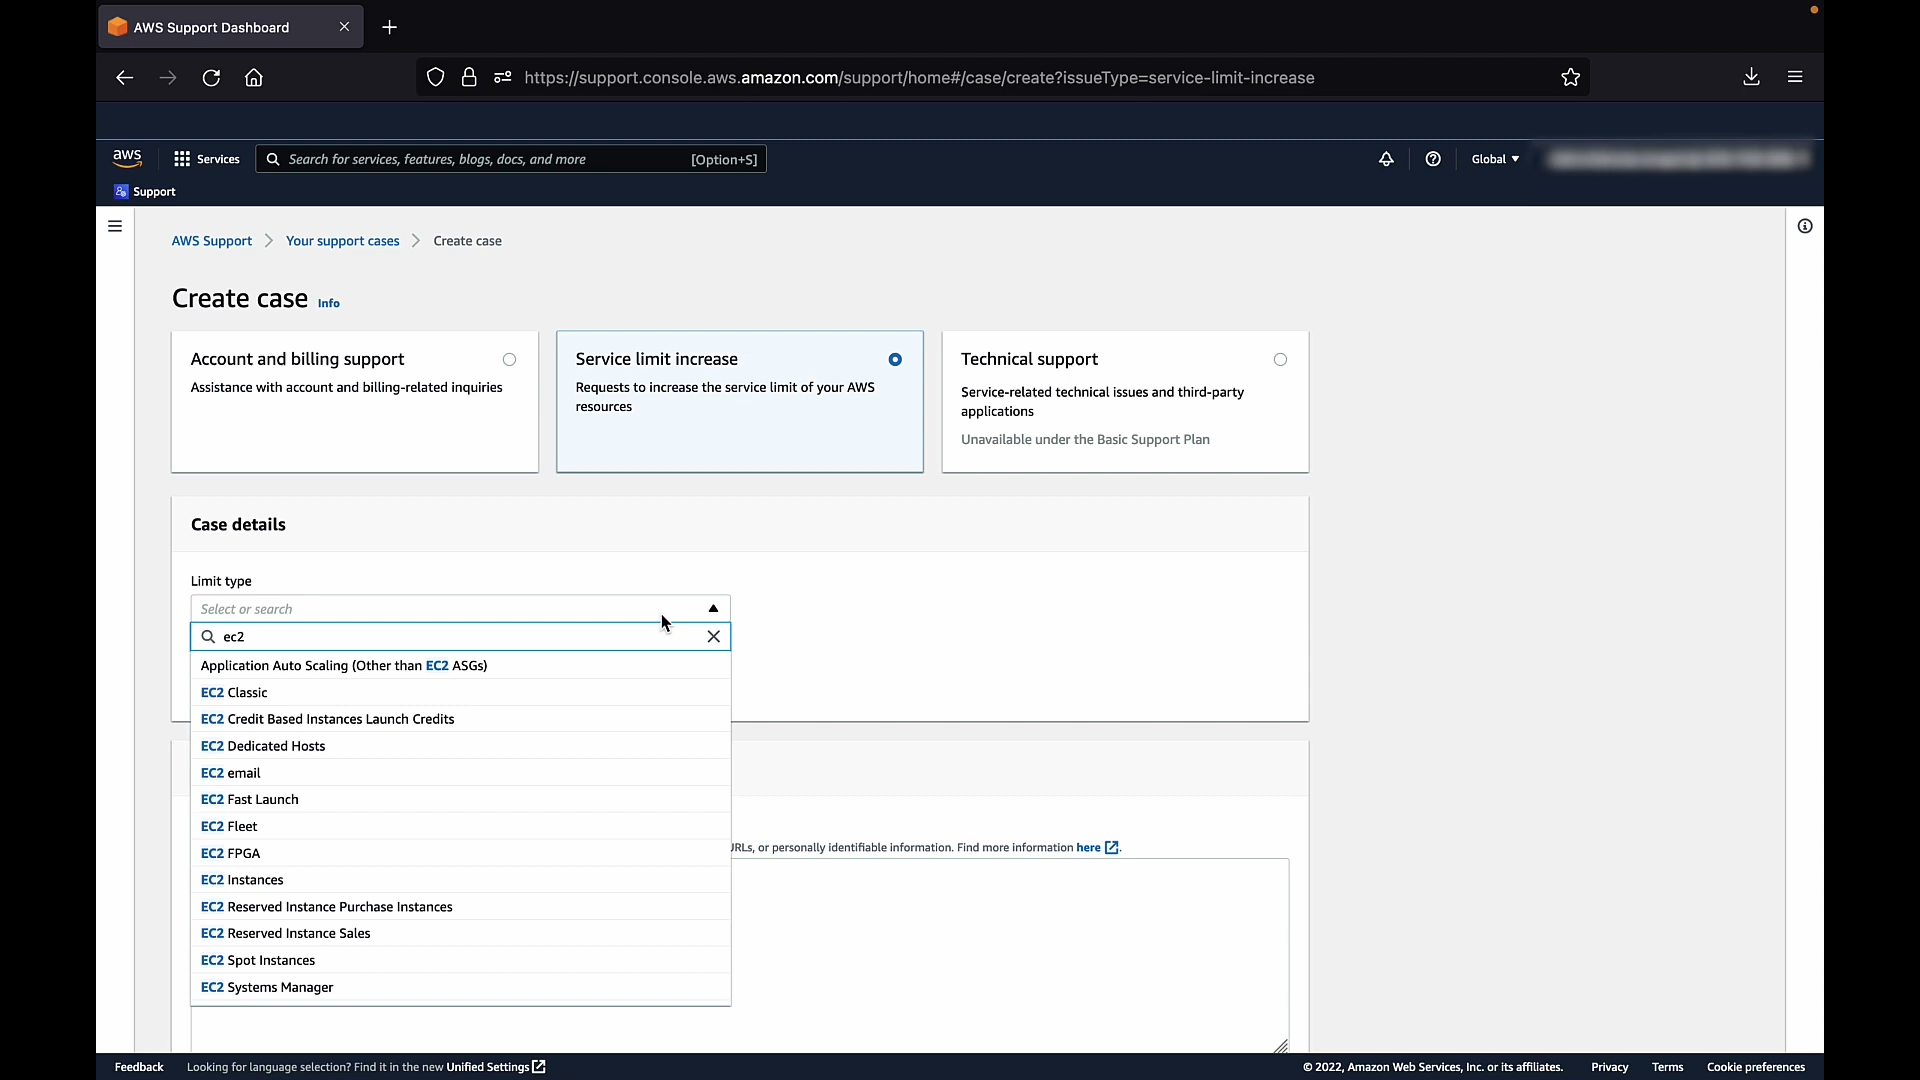 AWS Support Dashboard
https://support.console.aws.amazon.com/support/home#/case/create?issueType=service-limit-increase
aws
Services
Search for services, features, blogs, docs, and more
[Option+S]
Global
Support
AWS Support
Your support cases
Create case
Create case
Info
Account and billing support
Assistance with account and billing-related inquiries
Service limit increase
Requests to increase the service limit of your AWS
resources
Technical support
Service-related technical issues and third-party
applications
Unavailable under the Basic Support Plan
Case details
Limit type
Select or search
ec2
Application Auto Scaling (Other than EC2 ASGs)
EC2 Classic
EC2 Credit Based Instances Launch Credits
EC2 Dedicated Hosts
EC2 email
EC2 Fast Launch
EC2 Fleet
EC2 FPGA
EC2 Instances
EC2 Reserved Instance Purchase Instances
EC2 Reserved Instance Sales
EC2 Spot Instances
EC2 Systems Manager
URLs, or personally identifiable information. Find more information here.
Feedback
Looking for language selection? Find it in the new Unified Settings
© 2022, Amazon Web Services, Inc. or its affiliates.
Privacy
Terms
Cookie preferences